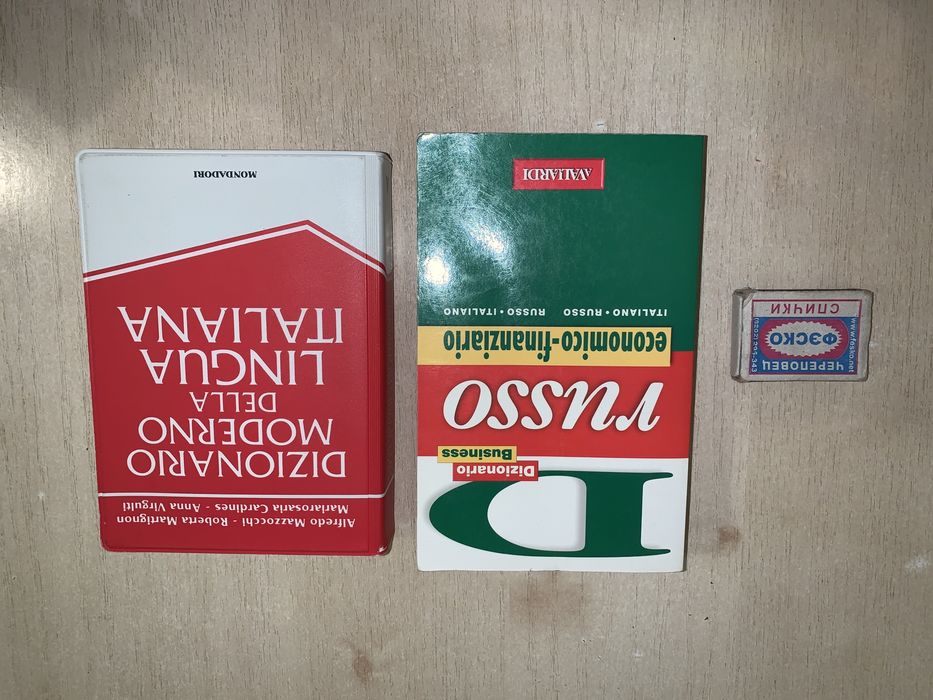 ЧЕРЕПОВЕЦ
ФЭСКО
СПИЧКИ
www.fesko.net
D
Dizionario
Business
russo
economico-finanziario
ITALIANO • RUSSO RUSSO • ITALIANO
A.VALLARDI
Alfredo Mazzocchi - Roberta Martignon
Mariarosaria Cardines - Anna Virgulti
DIZIONARIO
MODERNO
DELLA
LINGUA
ITALIANA
MONDADORI